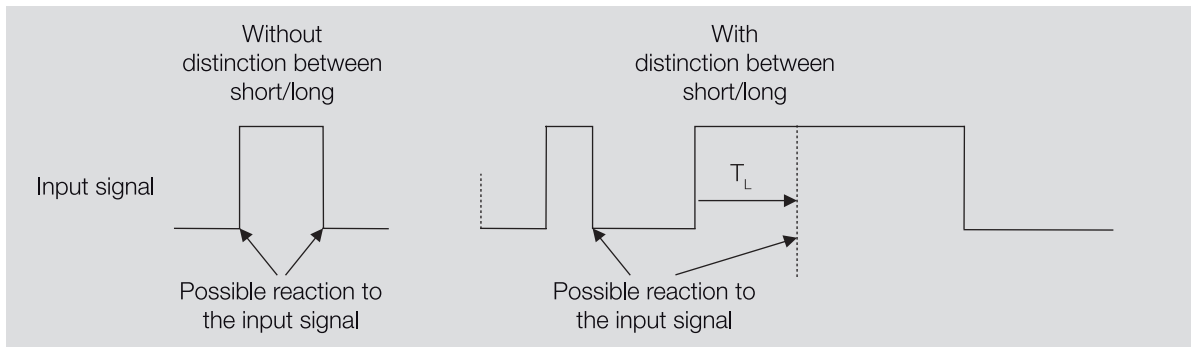 Without
distinction between
short/long
With
distinction between
short/long
Input signal
T_L
Possible reaction to
the input signal
Possible reaction to
the input signal